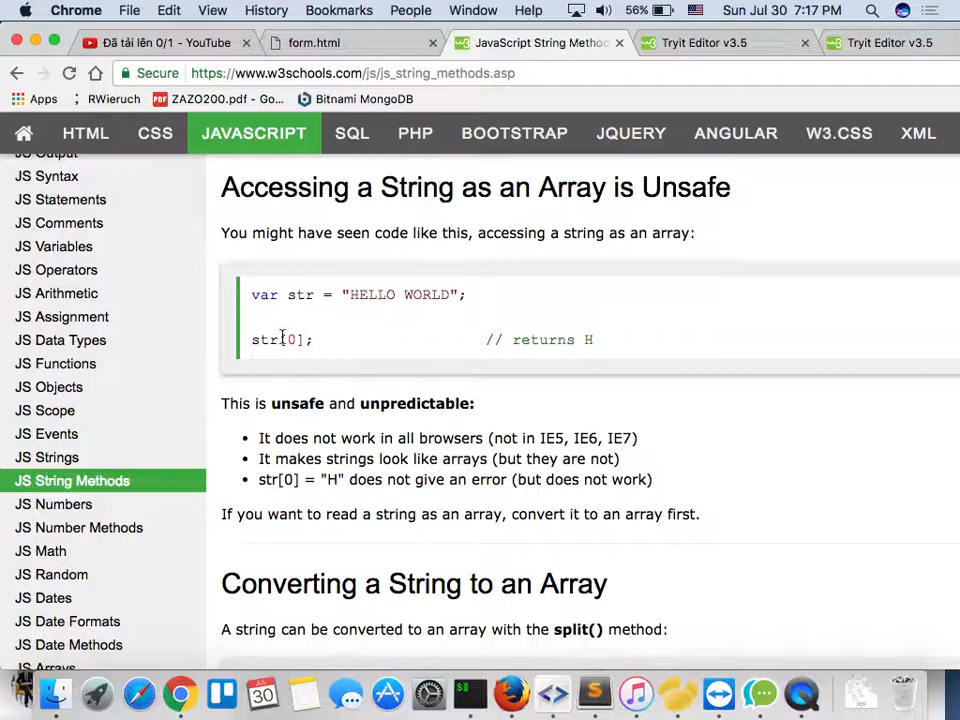 Chrome File Edit View History Bookmarks People Window Help 56% Sun Jul 30 7:17 PM
Đã tải lên 0/1 - YouTube × form.html × JavaScript String Metho × Tryit Editor v3.5 × Tryit Editor v3.5
Secure https://www.w3schools.com/js/js_string_methods.asp
Apps RWieruch PDF ZAZO200.pdf - Go... Bitnami MongoDB
HTML CSS JAVASCRIPT SQL PHP BOOTSTRAP JQUERY ANGULAR W3.CSS XML
JS Output
JS Syntax
JS Statements
JS Comments
JS Variables
JS Operators
JS Arithmetic
JS Assignment
JS Data Types
JS Functions
JS Objects
JS Scope
JS Events
JS Strings
JS String Methods
JS Numbers
JS Number Methods
JS Math
JS Random
JS Dates
JS Date Formats
JS Date Methods
JS Arrays
Accessing a String as an Array is Unsafe
You might have seen code like this, accessing a string as an array:
var str = "HELLO WORLD";
str[0]; // returns H
This is unsafe and unpredictable:
• It does not work in all browsers (not in IE5, IE6, IE7)
• It makes strings look like arrays (but they are not)
• str[0] = "H" does not give an error (but does not work)
If you want to read a string as an array, convert it to an array first.
Converting a String to an Array
A string can be converted to an array with the split() method:
JUL
30